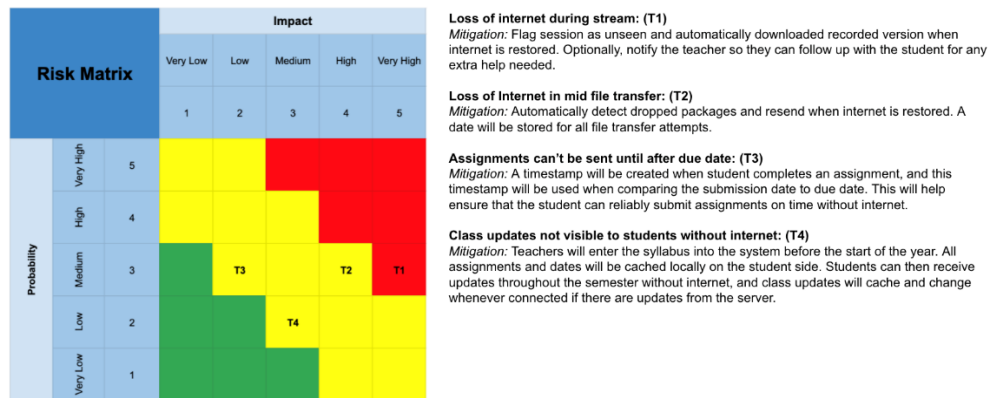 Risk Matrix
Impact
Very Low
Low
Medium
High
Very High
1
2
3
4
5
Probability
Very High
5
High
4
Medium
3
T3
T2
T1
Low
2
T4
Very Low
1
Loss of internet during stream: (T1)
Mitigation: Flag session as unseen and automatically downloaded recorded version when
internet is restored. Optionally, notify the teacher so they can follow up with the student for any
extra help needed.
Loss of Internet in mid file transfer: (T2)
Mitigation: Automatically detect dropped packages and resend when internet is restored. A
date will be stored for all file transfer attempts.
Assignments can't be sent until after due date: (T3)
Mitigation: A timestamp will be created when student completes an assignment, and this
timestamp will be used when comparing the submission date to due date. This will help
ensure that the student can reliably submit assignments on time without internet.
Class updates not visible to students without internet: (T4)
Mitigation: Teachers will enter the syllabus into the system before the start of the year. All
assignments and dates will be cached locally on the student side. Students can then receive
updates throughout the semester without internet, and class updates will cache and change
whenever connected if there are updates from the server.